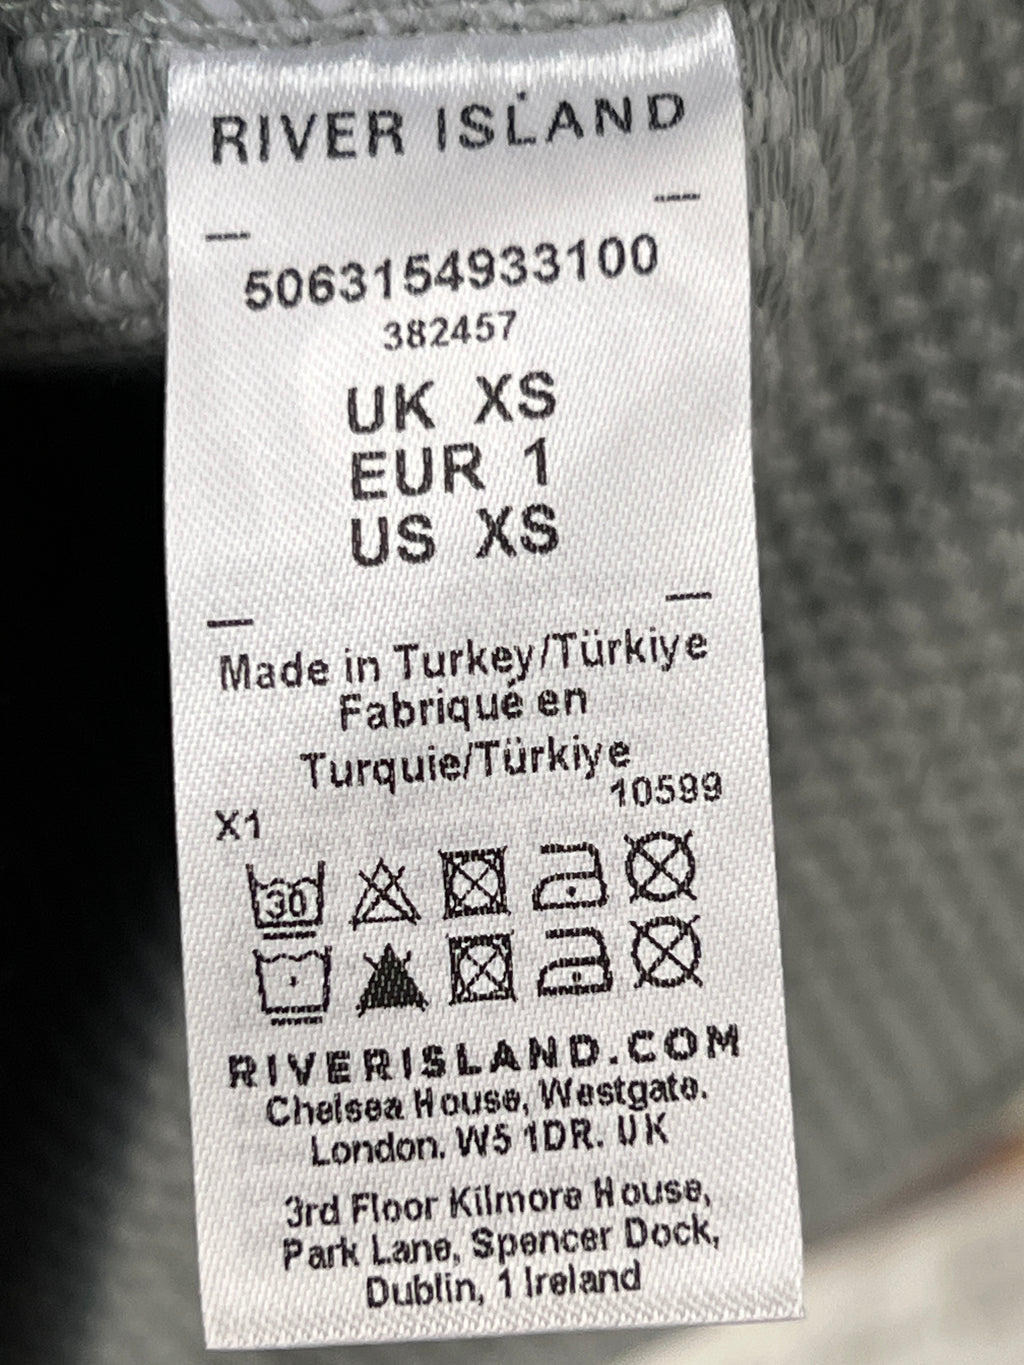 RIVER ISLAND
5063154933100
382457
UK XS
EUR 1
US XS
Made in Turkey/Türkiye
Fabriqué en
Turquie/Türkiye
10599
X1
30
RIVERISLAND.COM
Chelsea House, Westgate.
London. W5 1DR. UK
3rd Floor Kilmore House,
Park Lane, Spencer Dock,
Dublin, 1 Ireland